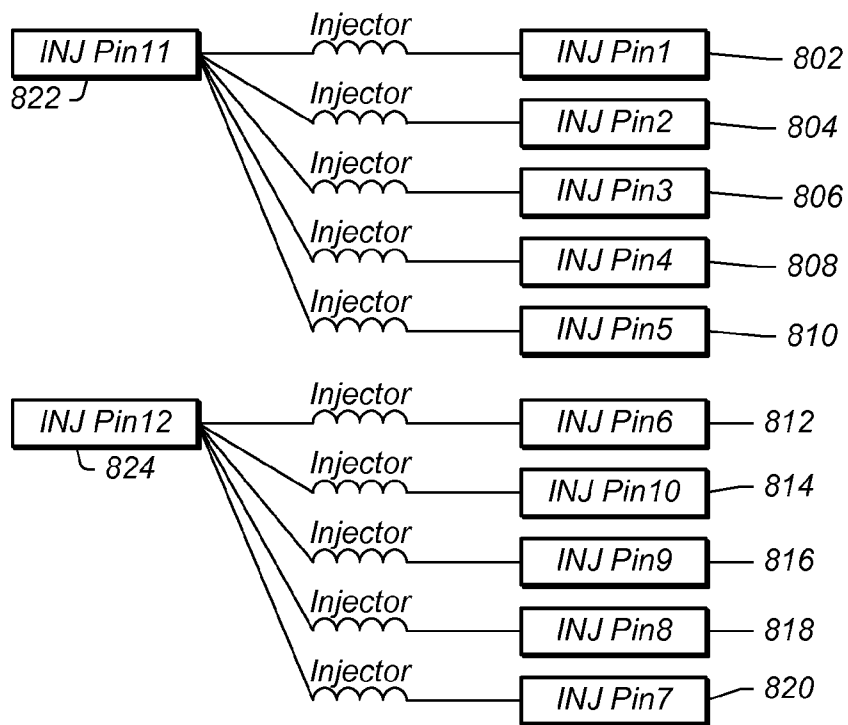 Injector
INJ Pin11
INJ Pin1
802
822
Injector
INJ Pin2
804
Injector
INJ Pin3
806
Injector
INJ Pin4
808
Injector
INJ Pin5
810
Injector
INJ Pin12
INJ Pin6
812
824
Injector
INJ Pin10
814
Injector
INJ Pin9
816
Injector
INJ Pin8
818
Injector
INJ Pin7
820